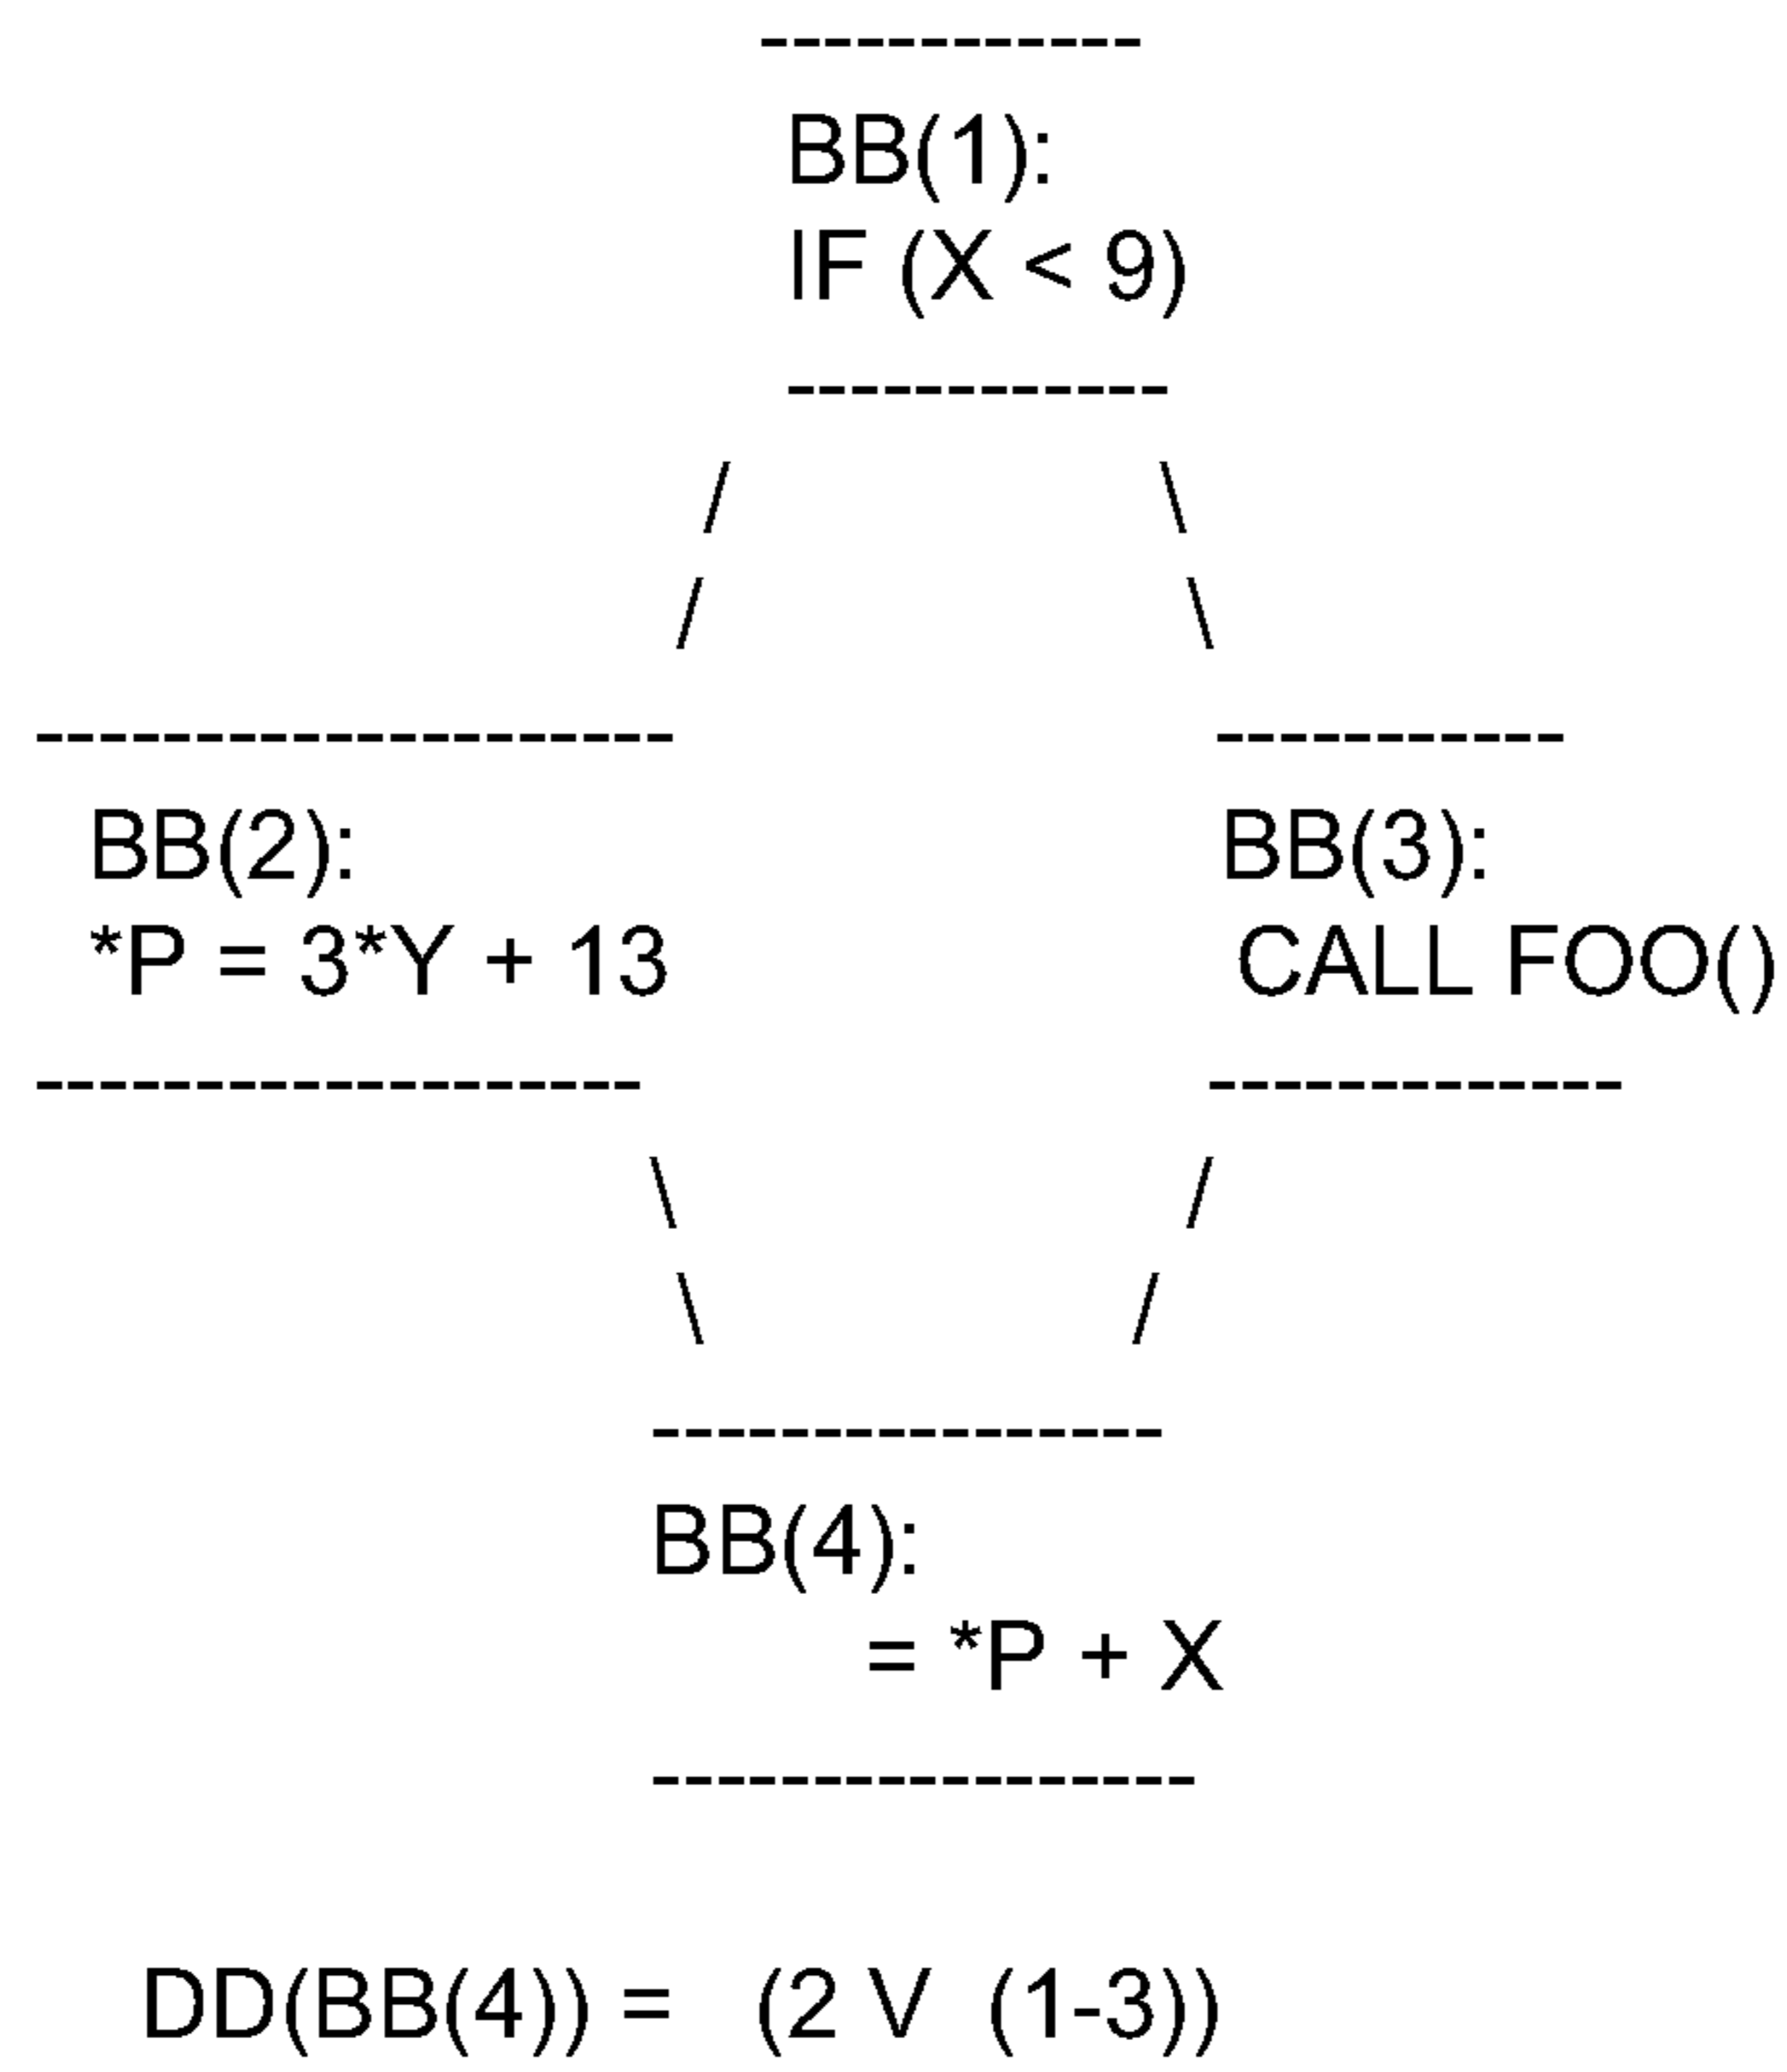 ------------
BB(1):
IF (X < 9)
------------
/ \
/ \
-------------------- -----------
BB(2): BB(3):
*P = 3*Y + 13 CALL FOO()
------------------- -------------
\ /
\ /
----------------
BB(4):
= *P + X
-----------------
DD(BB(4)) = (2 V (1-3))